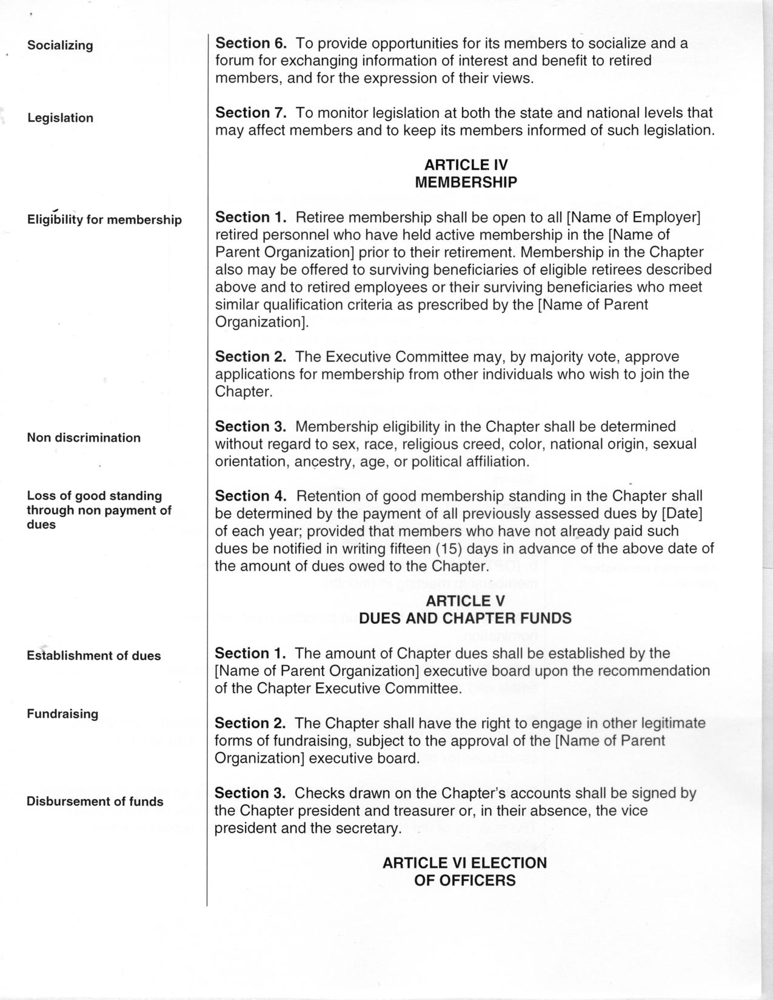 Socializing
Section 6. To provide opportunities for its members to socialize and a
forum for exchanging information of interest and benefit to retired
members, and for the expression of their views.
Legislation
Section 7. To monitor legislation at both the state and national levels that
may affect members and to keep its members informed of such legislation.
ARTICLE IV
MEMBERSHIP
Eligibility for membership
Section 1. Retiree membership shall be open to all [Name of Employer]
retired personnel who have held active membership in the [Name of
Parent Organization] prior to their retirement. Membership in the Chapter
also may be offered to surviving beneficiaries of eligible retirees described
above and to retired employees or their surviving beneficiaries who meet
similar qualification criteria as prescribed by the [Name of Parent
Organization].
Section 2. The Executive Committee may, by majority vote, approve
applications for membership from other individuals who wish to join the
Chapter.
Non discrimination
Section 3. Membership eligibility in the Chapter shall be determined
without regard to sex, race, religious creed, color, national origin, sexual
orientation, ancestry, age, or political affiliation.
Loss of good standing
through non payment of
dues
Section 4. Retention of good membership standing in the Chapter shall
be determined by the payment of all previously assessed dues by [Date]
of each year; provided that members who have not already paid such
dues be notified in writing fifteen (15) days in advance of the above date of
the amount of dues owed to the Chapter.
ARTICLE V
DUES AND CHAPTER FUNDS
Establishment of dues
Section 1. The amount of Chapter dues shall be established by the
[Name of Parent Organization] executive board upon the recommendation
of the Chapter Executive Committee.
Fundraising
Section 2. The Chapter shall have the right to engage in other legitimate
forms of fundraising, subject to the approval of the [Name of Parent
Organization] executive board.
Disbursement of funds
Section 3. Checks drawn on the Chapter's accounts shall be signed by
the Chapter president and treasurer or, in their absence, the vice
president and the secretary.
ARTICLE VI ELECTION
OF OFFICERS